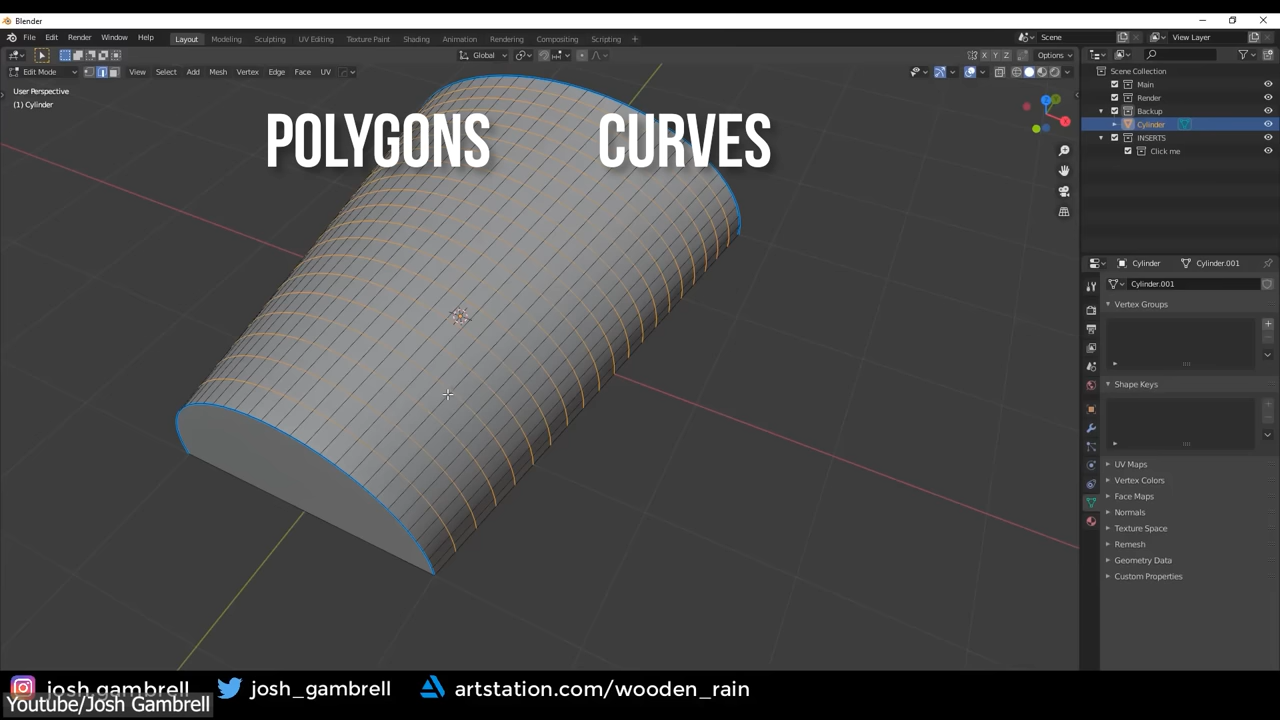 Blender
File Edit Render Window Help
Layout Modeling Sculpting UV Editing Texture Paint Shading Animation Rendering Compositing Scripting +
Scene
View Layer
Global
Options
X Y Z
Edit Mode
View Select Add Mesh Vertex Edge Face UV
User Perspective
(1) Cylinder
POLYGONS CURVES
Z
Y
X
Scene Collection
Main
Render
Backup
Cylinder
INSERTS
Click me
Cylinder
Cylinder.001
Cylinder.001
Vertex Groups
Shape Keys
UV Maps
Vertex Colors
Face Maps
Normals
Texture Space
Remesh
Geometry Data
Custom Properties
josh_gambrell josh_gambrell artstation.com/wooden_rain
Youtube/Josh Gambrell